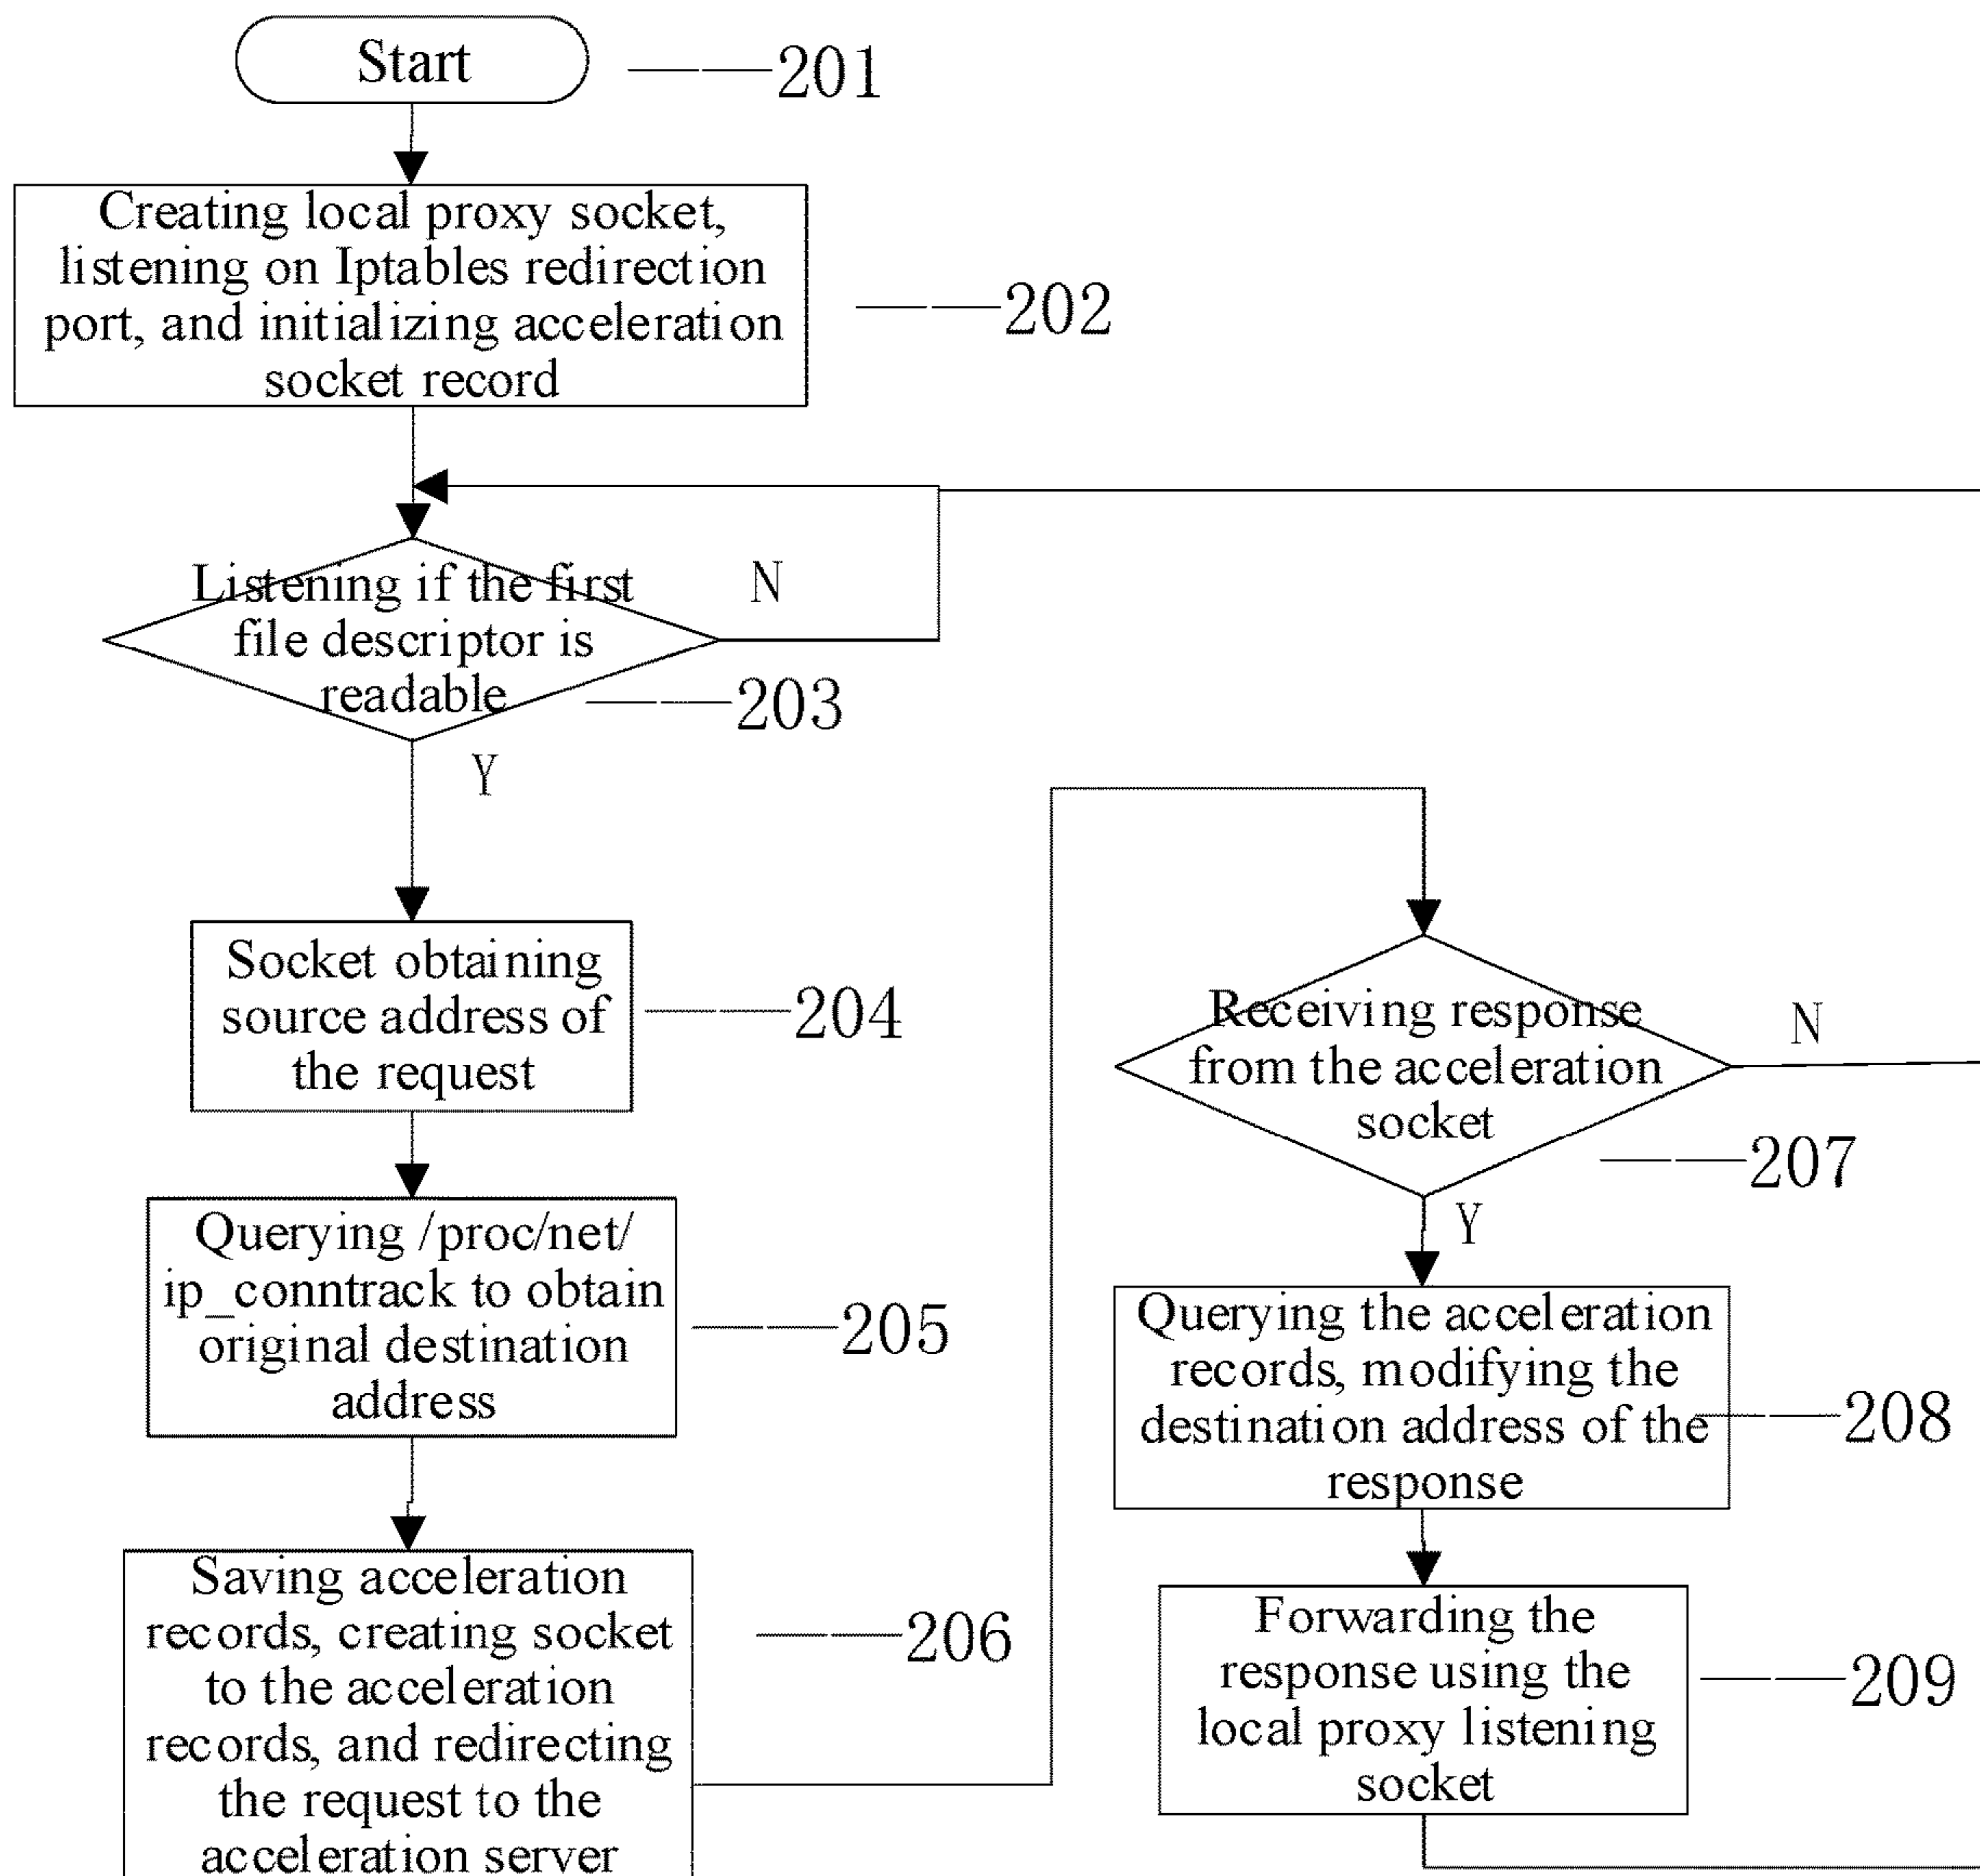 Start
201
Creating local proxy socket,
listening on Iptables redirection
port, and initializing acceleration
socket record
202
Listening if the first
file descriptor is
readable
N
203
Y
Socket obtaining
source address of
the request
204
Querying /proc/net/
ip_conntrack to obtain
original destination
address
205
Saving acceleration
records, creating socket
to the acceleration
records, and redirecting
the request to the
acceleration server
206
Receiving response
from the acceleration
socket
N
207
Y
Querying the acceleration
records, modifying the
destination address of the
response
208
Forwarding the
response using the
local proxy listening
socket
209